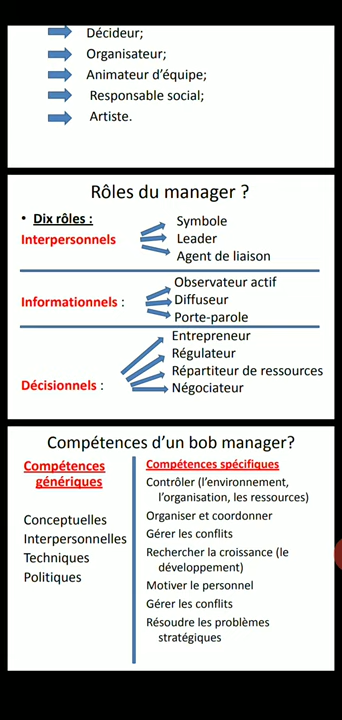 Décideur;
Organisateur;
Animateur d'équipe;
Responsable social;
Artiste.
Rôles du manager ?
• Dix rôles :
Interpersonnels
Symbole
Leader
Agent de liaison
Informationnels :
Observateur actif
Diffuseur
Porte-parole
Décisionnels :
Entrepreneur
Régulateur
Répartiteur de ressources
Négociateur
Compétences d'un bob manager?
Compétences
génériques
Conceptuelles
Interpersonnelles
Techniques
Politiques
Compétences spécifiques
Contrôler (l'environnement,
l'organisation, les ressources)
Organiser et coordonner
Gérer les conflits
Rechercher la croissance (le
développement)
Motiver le personnel
Gérer les conflits
Résoudre les problèmes
stratégiques